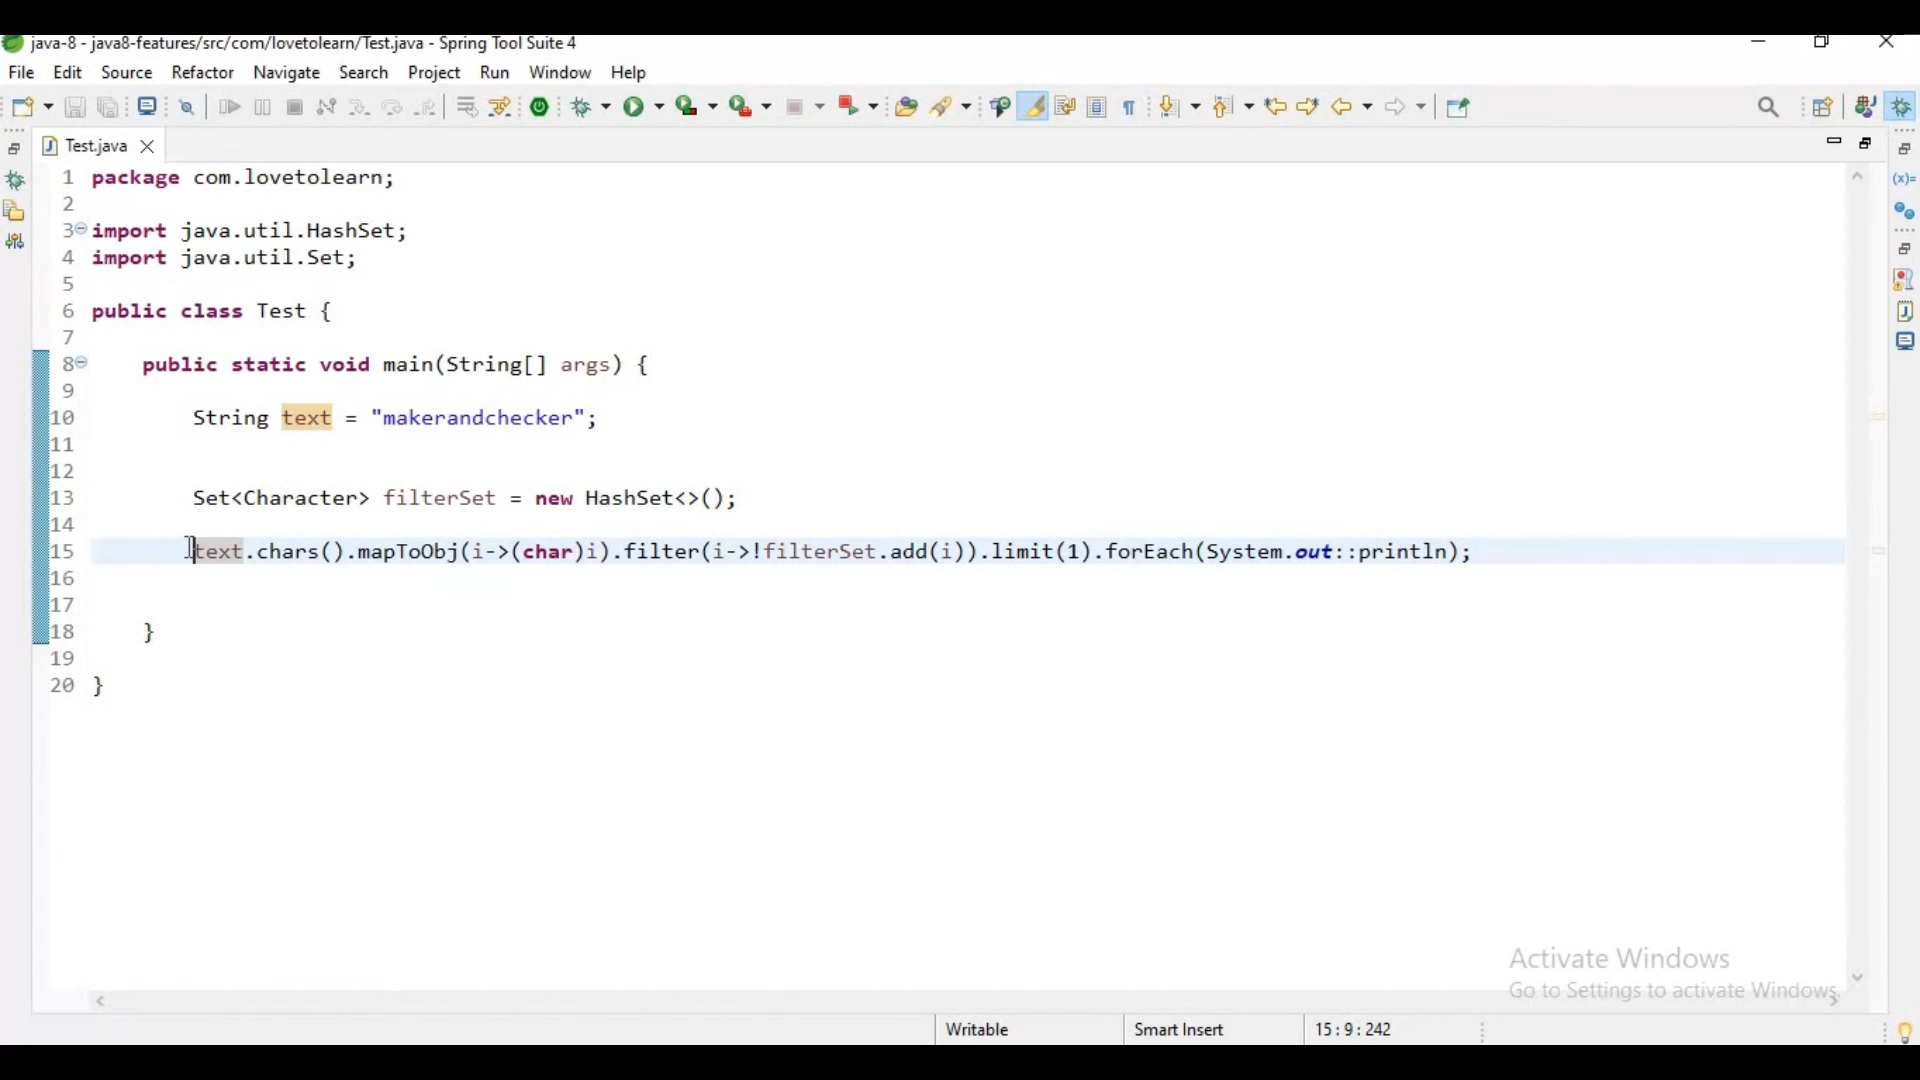 java-8 - java8-features/src/com/lovetolearn/Test.java - Spring Tool Suite 4
File Edit Source Refactor Navigate Search Project Run Window Help
Test.java
1 package com.lovetolearn;
2
3 import java.util.HashSet;
4 import java.util.Set;
5
6 public class Test {
7
8 public static void main(String[] args) {
9
10 String text = "makerandchecker";
11
12
13 Set<Character> filterSet = new HashSet<>();
14
15 text.chars().mapToObj(i->(char)i).filter(i->!filterSet.add(i)).limit(1).forEach(System.out::println);
16
17
18 }
19
20 }
Activate Windows
Go to Settings to activate Windows.
Writable Smart Insert 15 : 9 : 242